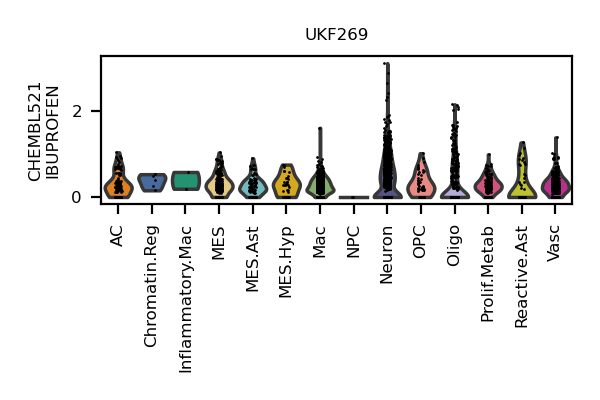 UKF269
CHEMBL521
IBUPROFEN
2
0
AC
Chromatin.Reg
Inflammatory.Mac
MES
MES.Ast
MES.Hyp
Mac
NPC
Neuron
OPC
Oligo
Prolif.Metab
Reactive.Ast
Vasc